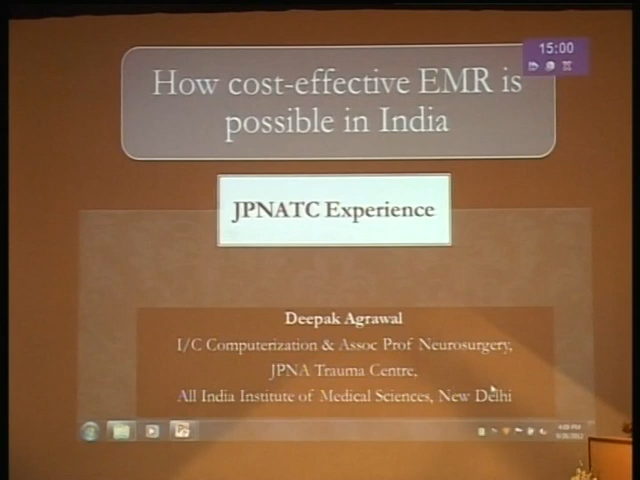 15:00
How cost-effective EMR is
possible in India
JPNATC Experience
Deepak Agrawal
I/C Computerization & Assoc Prof Neurosurgery,
JPNA Trauma Centre,
All India Institute of Medical Sciences, New Delhi